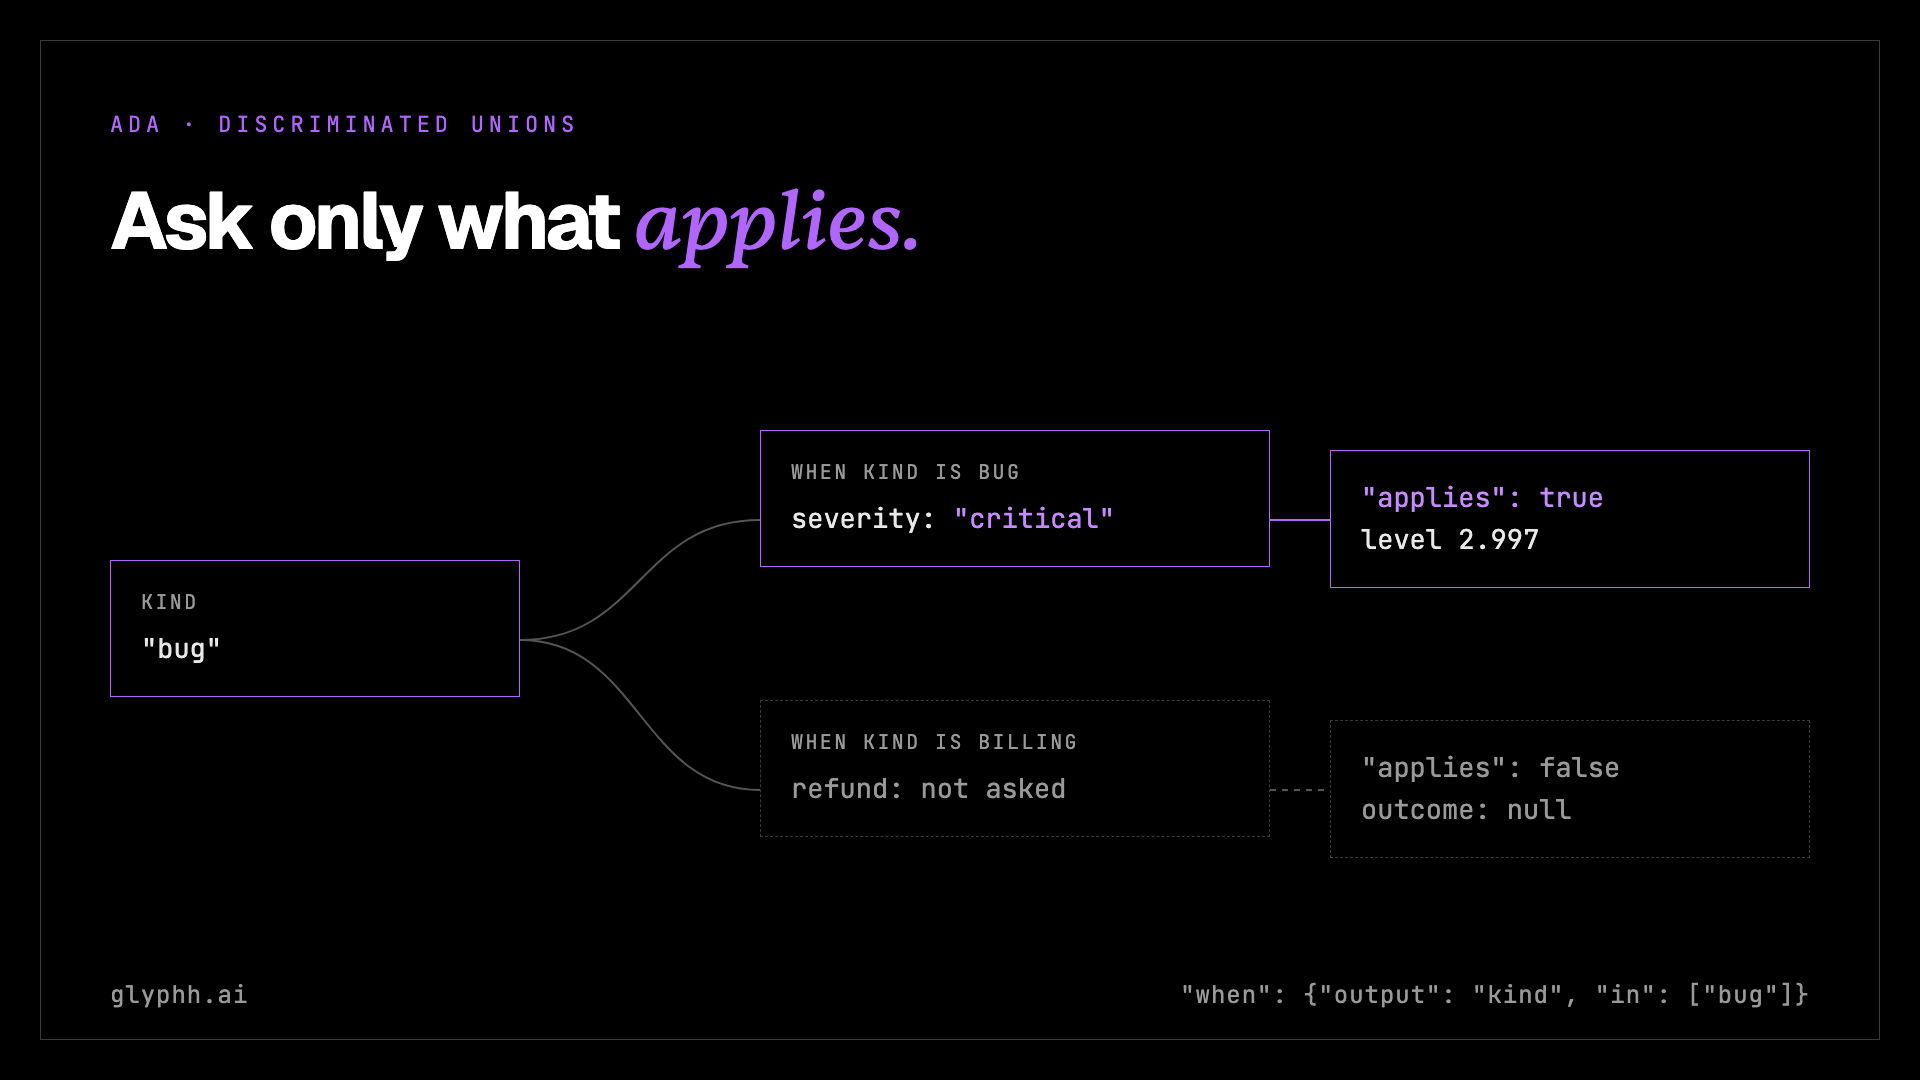 ADA · DISCRIMINATED UNIONS
Ask only what applies.
WHEN KIND IS BUG
severity: "critical"
"applies": true
level 2.997
KIND
"bug"
WHEN KIND IS BILLING
refund: not asked
"applies": false
outcome: null
glyphh.ai
"when": {"output": "kind", "in": ["bug"]}